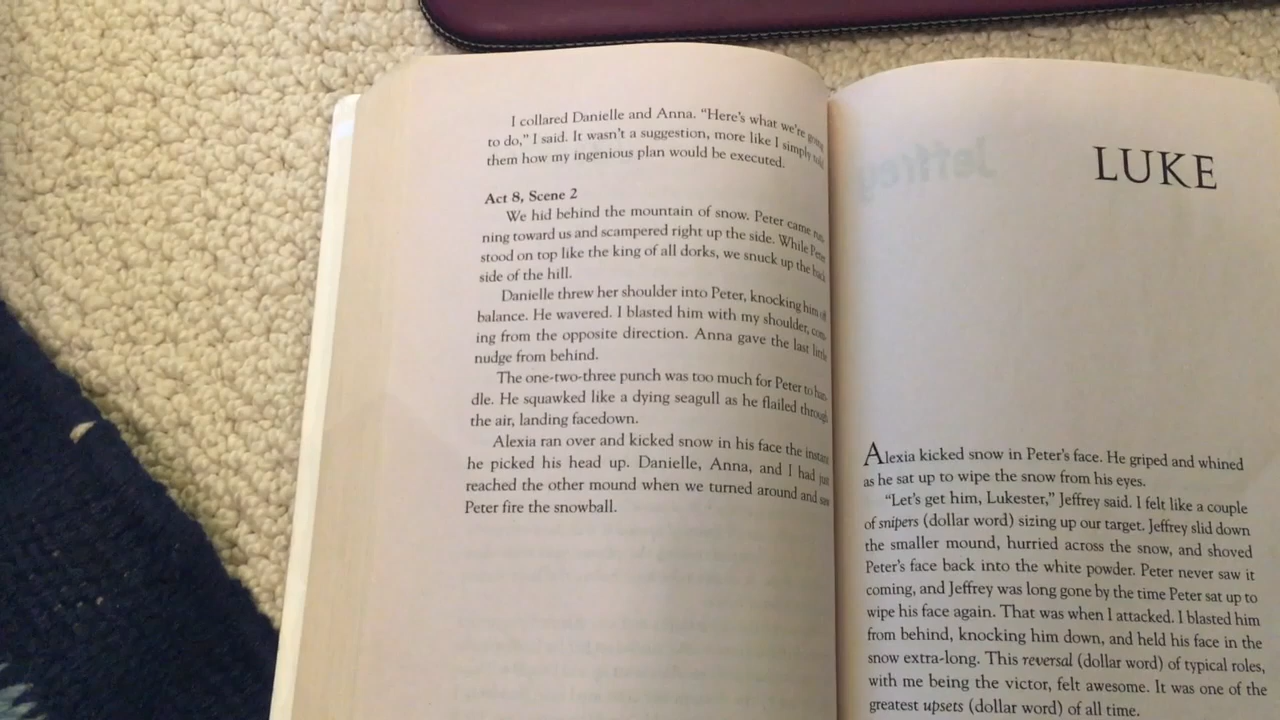 I collared Danielle and Anna. “Here’s what we’re going
to do,” I said. It wasn’t a suggestion, more like I simply told
them how my ingenious plan would be executed.
Act 8, Scene 2
We hid behind the mountain of snow. Peter came run-
ning toward us and scampered right up the side. While Peter
stood on top like the king of all dorks, we snuck up the back
side of the hill.
Danielle threw her shoulder into Peter, knocking him off
balance. He wavered. I blasted him with my shoulder, com-
ing from the opposite direction. Anna gave the last little
nudge from behind.
The one-two-three punch was too much for Peter to han-
dle. He squawked like a dying seagull as he flailed through
the air, landing facedown.
Alexia ran over and kicked snow in his face the instant
he picked his head up. Danielle, Anna, and I had just
reached the other mound when we turned around and saw
Peter fire the snowball.
Jeffrey
LUKE
Alexia kicked snow in Peter’s face. He griped and whined
as he sat up to wipe the snow from his eyes.
“Let’s get him, Lukester,” Jeffrey said. I felt like a couple
of snipers (dollar word) sizing up our target. Jeffrey slid down
the smaller mound, hurried across the snow, and shoved
Peter’s face back into the white powder. Peter never saw it
coming, and Jeffrey was long gone by the time Peter sat up to
wipe his face again. That was when I attacked. I blasted him
from behind, knocking him down, and held his face in the
snow extra-long. This reversal (dollar word) of typical roles,
with me being the victor, felt awesome. It was one of the
greatest upsets (dollar word) of all time.